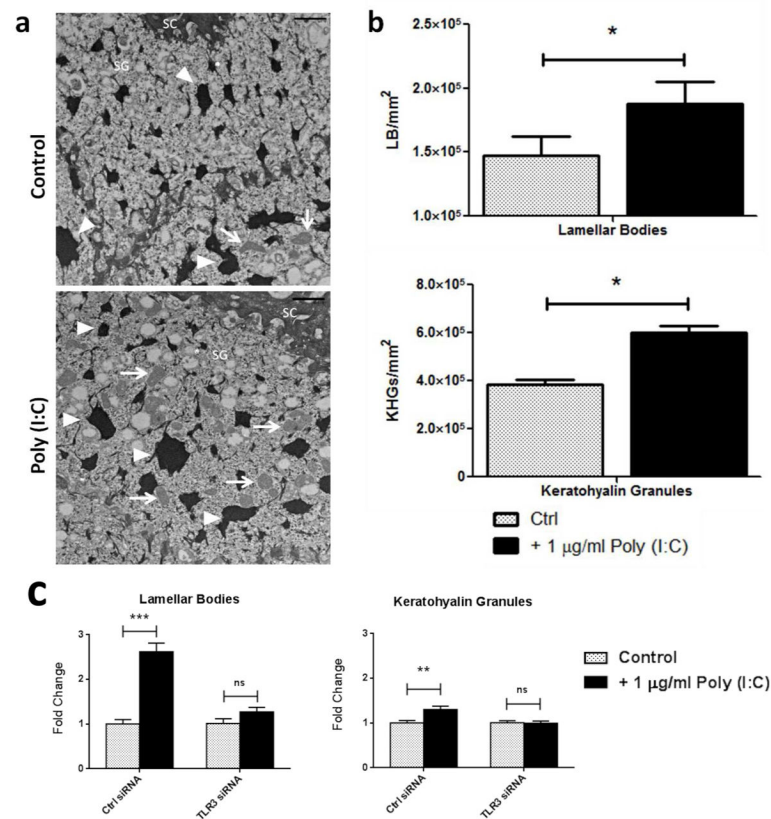 a
Control
SC
SG
Poly (I:C)
SC
SG
b
LB/mm²
2.5×10⁵
2.0×10⁵
1.5×10⁵
1.0×10⁵
*
Lamellar Bodies
KHGs/mm²
8.0×10⁵
6.0×10⁵
4.0×10⁵
2.0×10⁵
0
*
Keratohyalin Granules
Ctrl
+ 1 µg/ml Poly (I:C)
c
Lamellar Bodies
Fold Change
3
2
1
0
***
ns
Ctrl siRNA
TLR3 siRNA
Keratohyalin Granules
Fold Change
3
2
1
0
**
ns
Ctrl siRNA
TLR3 siRNA
Control
+ 1 µg/ml Poly (I:C)